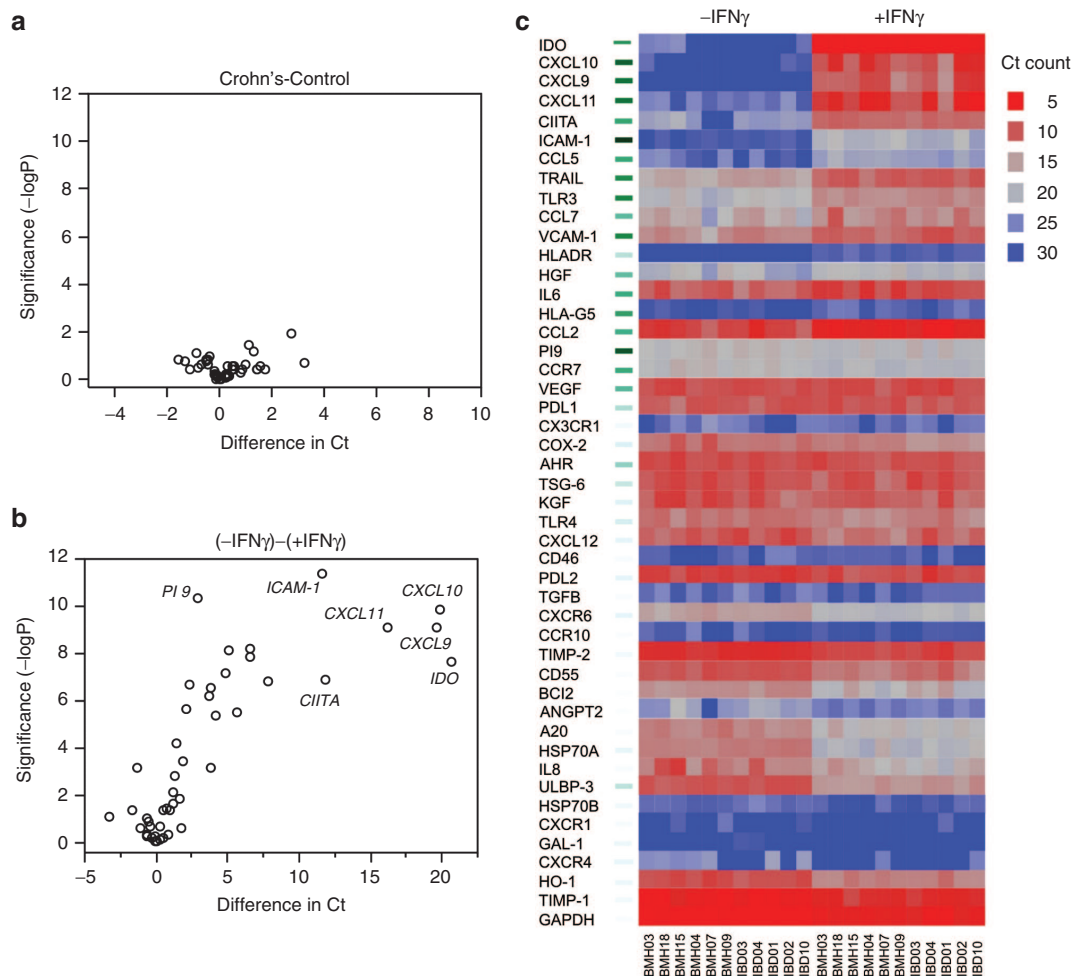 a
Crohn's-Control
Significance (–logP)
12
10
8
6
4
2
0
–4
–2
0
2
4
6
8
10
Difference in Ct
b
(–IFNγ)–(+IFNγ)
Significance (–logP)
12
10
8
6
4
2
0
PI 9
ICAM-1
CXCL10
CXCL11
CXCL9
IDO
CIITA
–5
0
5
10
15
20
Difference in Ct
c
–IFNγ
+IFNγ
IDO
CXCL10
CXCL9
CXCL11
CIITA
ICAM-1
CCL5
TRAIL
TLR3
CCL7
VCAM-1
HLADR
HGF
IL6
HLA-G5
CCL2
PI9
CCR7
VEGF
PDL1
CX3CR1
COX-2
AHR
TSG-6
KGF
TLR4
CXCL12
CD46
PDL2
TGFB
CXCR6
CCR10
TIMP-2
CD55
BCl2
ANGPT2
A20
HSP70A
IL8
ULBP-3
HSP70B
CXCR1
GAL-1
CXCR4
HO-1
TIMP-1
GAPDH
BMH03
BMH18
BMH15
BMH04
BMH07
BMH09
IBD03
IBD04
IBD01
IBD02
IBD10
BMH03
BMH18
BMH15
BMH04
BMH07
BMH09
IBD03
IBD04
IBD01
IBD02
IBD10
Ct count
5
10
15
20
25
30